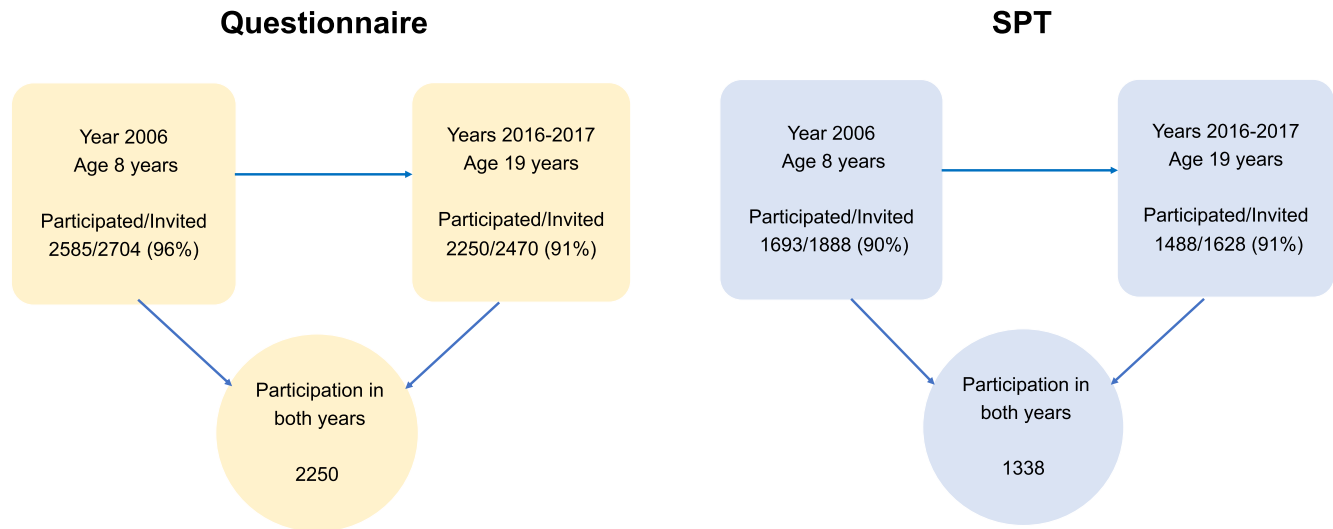 Questionnaire
Year 2006
Age 8 years
Participated/Invited
2585/2704 (96%)
Years 2016-2017
Age 19 years
Participated/Invited
2250/2470 (91%)
Participation in
both years
2250
SPT
Year 2006
Age 8 years
Participated/Invited
1693/1888 (90%)
Years 2016-2017
Age 19 years
Participated/Invited
1488/1628 (91%)
Participation in
both years
1338